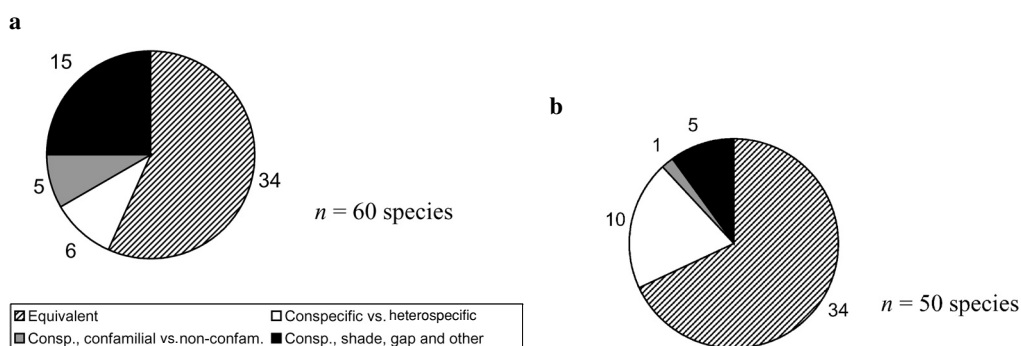 a
15
5
6
34
n = 60 species
b
5
1
10
34
n = 50 species
Equivalent
Conspecific vs. heterospecific
Consp., confamilial vs.non-confam.
Consp., shade, gap and other